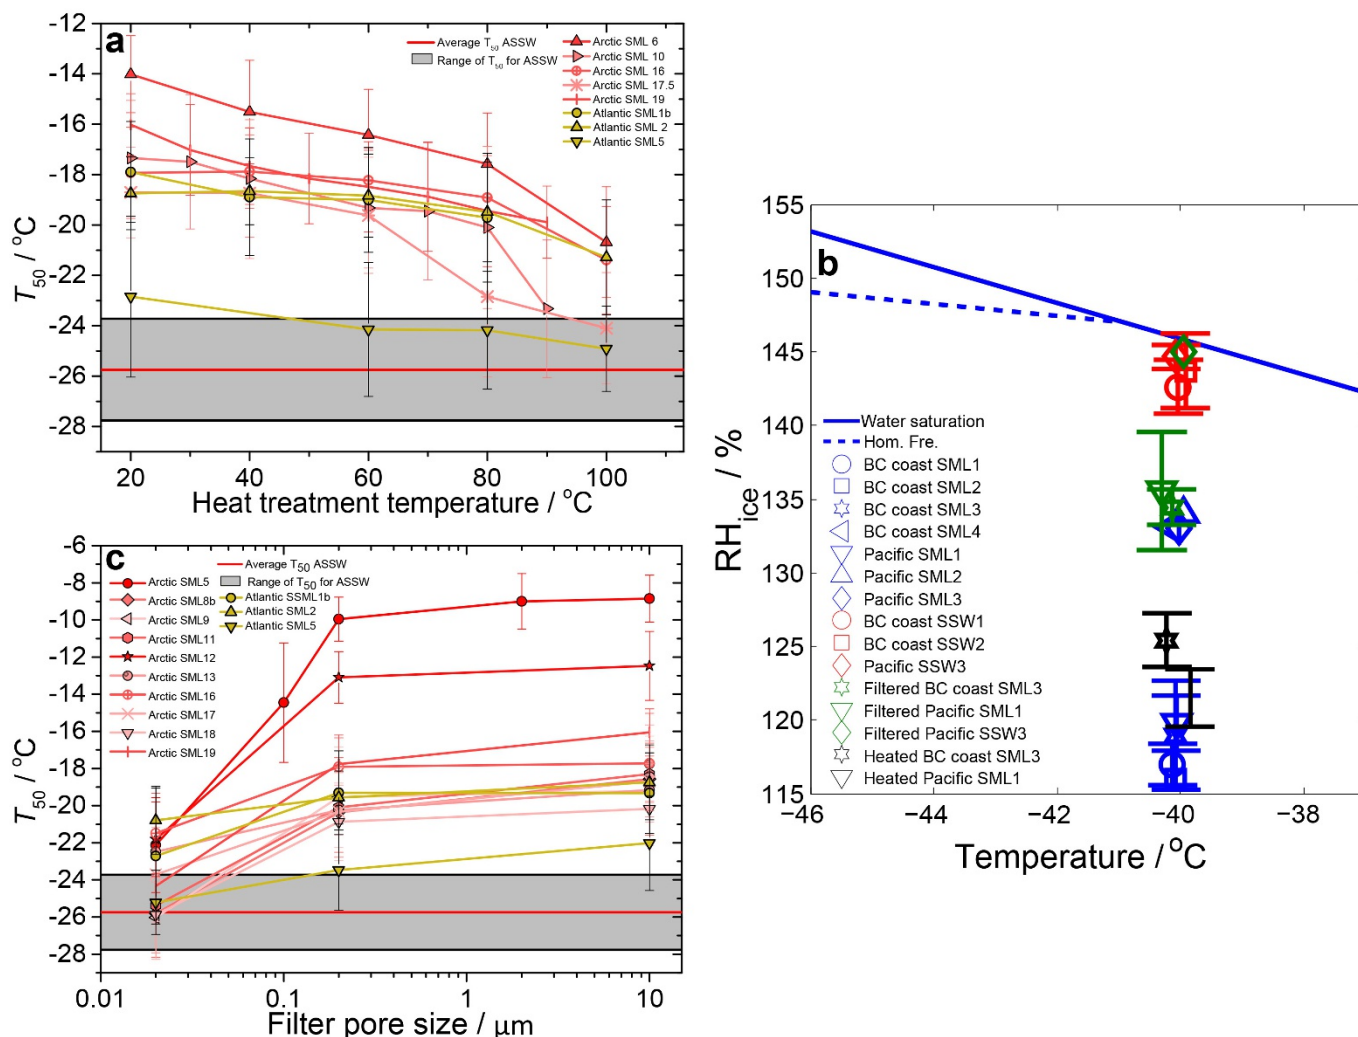 a
-12
-14
-16
-18
-20
-22
-24
-26
-28
T50 / °C
Average T50 ASSW
Range of T50 for ASSW
Arctic SML 6
Arctic SML 10
Arctic SML 16
Arctic SML 17.5
Arctic SML 19
Atlantic SML1b
Atlantic SML 2
Atlantic SML5
20 40 60 80 100
Heat treatment temperature / °C
b
155
150
145
140
135
130
125
120
115
RHice / %
Water saturation
Hom. Fre.
BC coast SML1
BC coast SML2
BC coast SML3
BC coast SML4
Pacific SML1
Pacific SML2
Pacific SML3
BC coast SSW1
BC coast SSW2
Pacific SSW3
Filtered BC coast SML3
Filtered Pacific SML1
Filtered Pacific SSW3
Heated BC coast SML3
Heated Pacific SML1
−46 −44 −42 −40 −38
Temperature / °C
c
-6
-8
-10
-12
-14
-16
-18
-20
-22
-24
-26
-28
T50 / °C
Average T50 ASSW
Range of T50 for ASSW
Arctic SML5
Arctic SML8b
Arctic SML9
Arctic SML11
Arctic SML12
Arctic SML13
Arctic SML16
Arctic SML17
Arctic SML18
Arctic SML19
Atlantic SSML1b
Atlantic SML2
Atlantic SML5
0.01 0.1 1 10
Filter pore size / μm